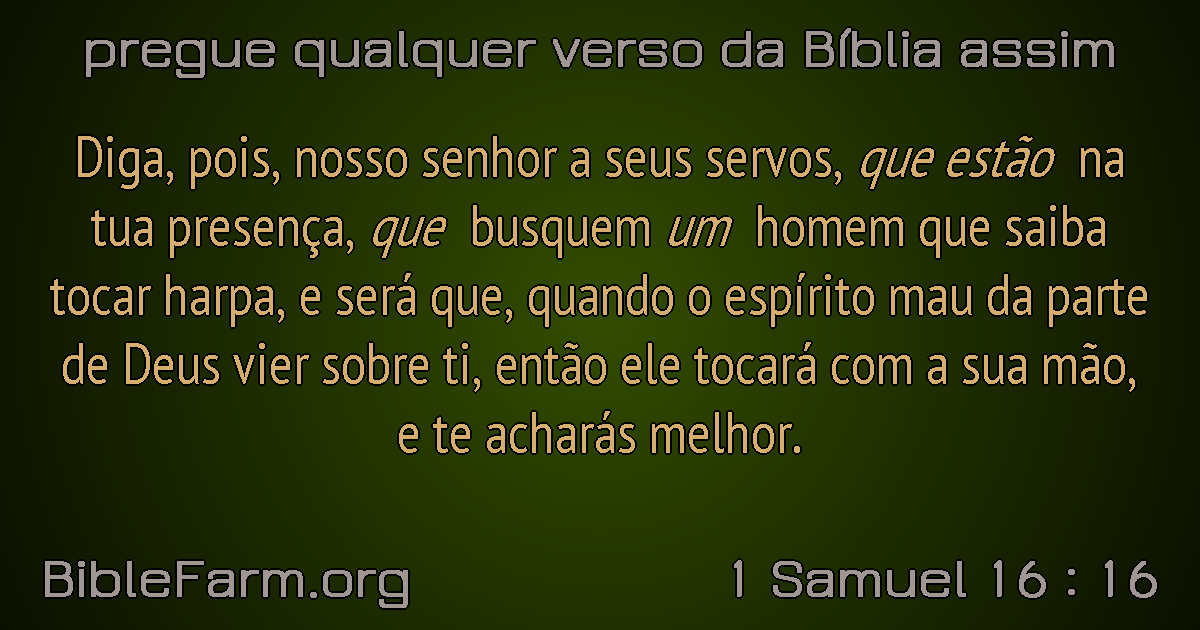 pregue qualquer verso da Bíblia assim
Diga, pois, nosso senhor a seus servos, que estão na
tua presença, que busquem um homem que saiba
tocar harpa, e será que, quando o espírito mau da parte
de Deus vier sobre ti, então ele tocará com a sua mão,
e te acharás melhor.
BibleFarm.org
1 Samuel 16 : 16